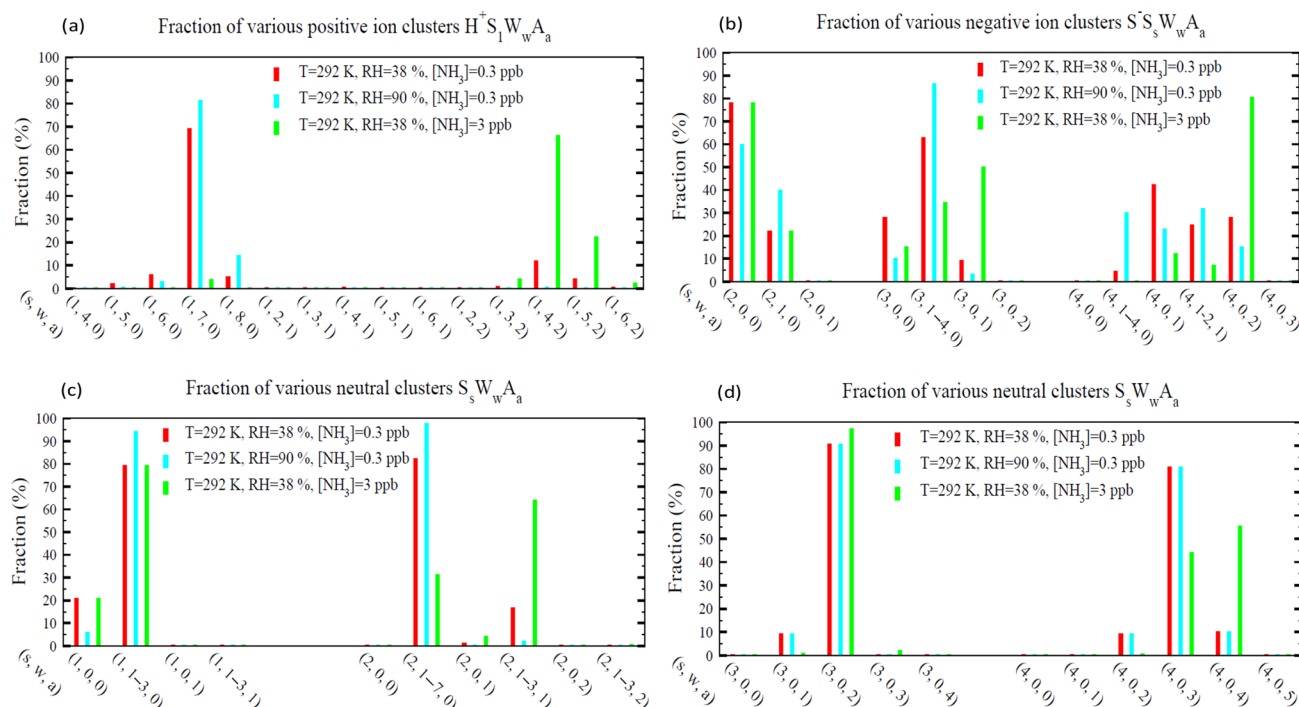 (a)
Fraction of various positive ion clusters H⁺S₁W_wA_a
T=292 K, RH=38 %, [NH₃]=0.3 ppb
T=292 K, RH=90 %, [NH₃]=0.3 ppb
T=292 K, RH=38 %, [NH₃]=3 ppb
Fraction (%)
100
90
80
70
60
50
40
30
20
10
0
(s, w, a)
(1, 4, 0)
(1, 5, 0)
(1, 6, 0)
(1, 7, 0)
(1, 8, 0)
(1, 2, 1)
(1, 3, 1)
(1, 4, 1)
(1, 5, 1)
(1, 6, 1)
(1, 2, 2)
(1, 3, 2)
(1, 4, 2)
(1, 5, 2)
(1, 6, 2)
(b)
Fraction of various negative ion clusters S⁻S_sW_wA_a
T=292 K, RH=38 %, [NH₃]=0.3 ppb
T=292 K, RH=90 %, [NH₃]=0.3 ppb
T=292 K, RH=38 %, [NH₃]=3 ppb
Fraction (%)
100
90
80
70
60
50
40
30
20
10
0
(s, w, a)
(2, 0, 0)
(2, 1, 0)
(2, 0, 1)
(3, 0, 0)
(3, 1−4, 0)
(3, 0, 1)
(3, 0, 2)
(4, 0, 0)
(4, 1−4, 0)
(4, 0, 1)
(4, 1−2, 1)
(4, 0, 2)
(4, 0, 3)
(c)
Fraction of various neutral clusters S_sW_wA_a
T=292 K, RH=38 %, [NH₃]=0.3 ppb
T=292 K, RH=90 %, [NH₃]=0.3 ppb
T=292 K, RH=38 %, [NH₃]=3 ppb
Fraction (%)
100
90
80
70
60
50
40
30
20
10
0
(s, w, a)
(1, 0, 0)
(1, 1−3, 0)
(1, 0, 1)
(1, 1−3, 1)
(2, 0, 0)
(2, 1−7, 0)
(2, 0, 1)
(2, 1−3, 1)
(2, 0, 2)
(2, 1−3, 2)
(d)
Fraction of various neutral clusters S_sW_wA_a
T=292 K, RH=38 %, [NH₃]=0.3 ppb
T=292 K, RH=90 %, [NH₃]=0.3 ppb
T=292 K, RH=38 %, [NH₃]=3 ppb
Fraction (%)
100
90
80
70
60
50
40
30
20
10
0
(s, w, a)
(3, 0, 0)
(3, 0, 1)
(3, 0, 2)
(3, 0, 3)
(3, 0, 4)
(4, 0, 0)
(4, 0, 1)
(4, 0, 2)
(4, 0, 3)
(4, 0, 4)
(4, 0, 5)